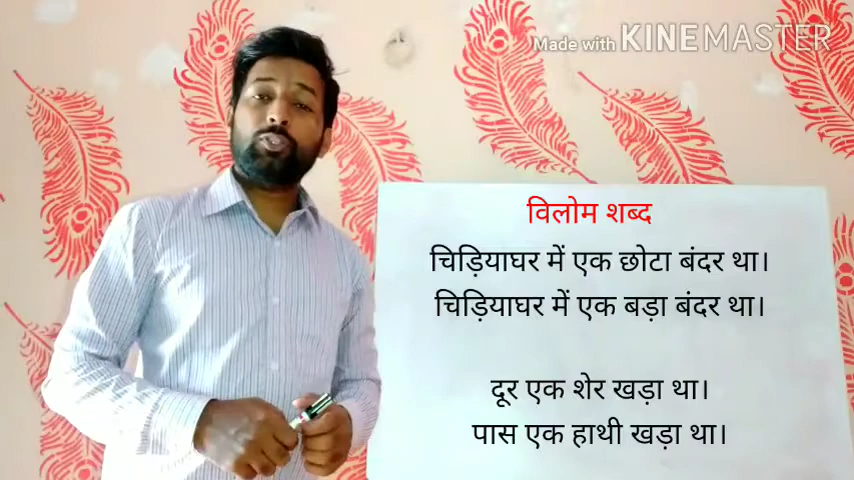 Made with KINEMASTER
विलोम शब्द
चिड़ियाघर में एक छोटा बंदर था।
चिड़ियाघर में एक बड़ा बंदर था।
दूर एक शेर खड़ा था।
पास एक हाथी खड़ा था।